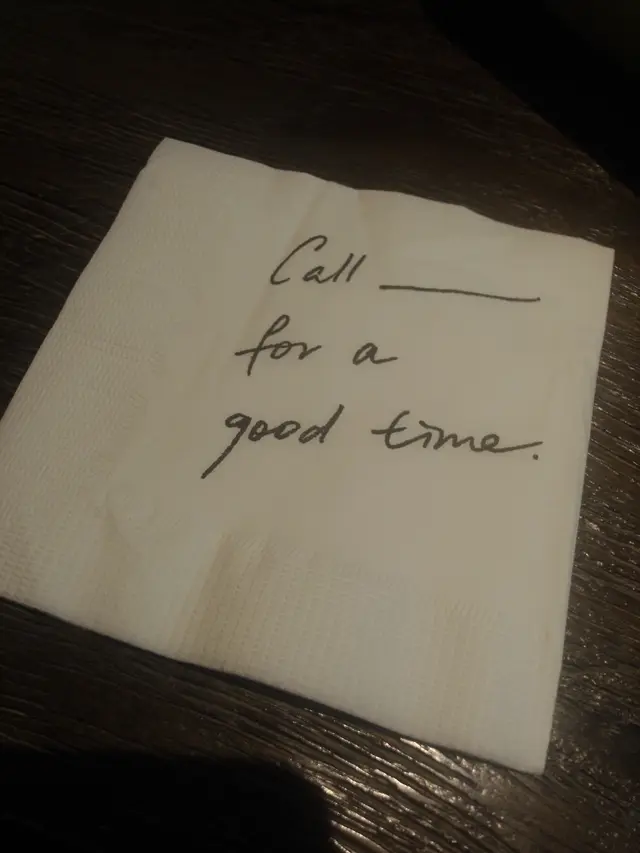 Call ______
for a
good time.